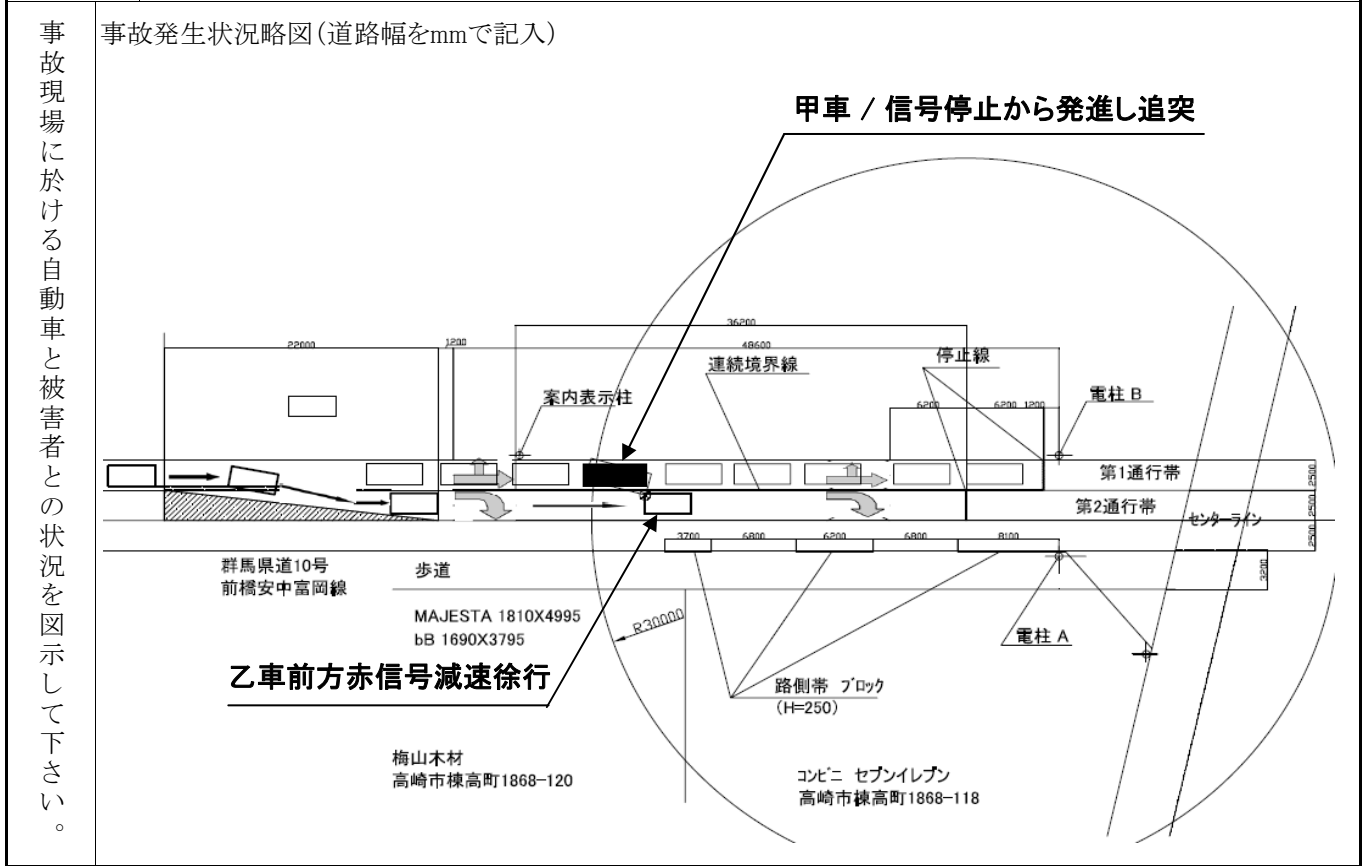 事故現場に於ける自動車と被害者との状況を図示して下さい。
事故発生状況略図(道路幅をmmで記入)
甲車 / 信号停止から発進し追突
36200
22000
1200
48600
連続境界線
停止線
案内表示柱
6200
6200
1200
電柱 B
第1通行帯
2500
第2通行帯
2500
センターライン
2500
3700
6800
6200
6800
8100
3200
群馬県道10号
前橋安中富岡線
歩道
MAJESTA 1810X4995
bB 1690X3795
R30000
電柱 A
乙車前方赤信号減速徐行
路側帯 ブロック
(H=250)
梅山木材
高崎市棟高町1868-120
コンビニ セブンイレブン
高崎市棟高町1868-118